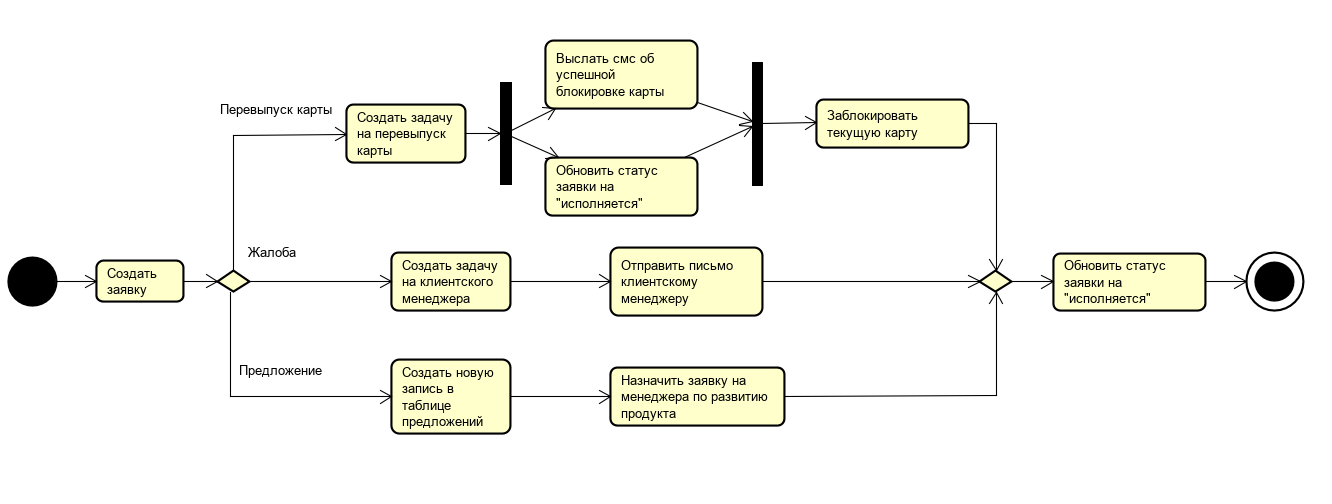 Создать
заявку
Перевыпуск карты
Создать задачу
на перевыпуск
карты
Выслать смс об
успешной
блокировке карты
Обновить статус
заявки на
"исполняется"
Заблокировать
текущую карту
Жалоба
Создать задачу
на клиентского
менеджера
Отправить письмо
клиентскому
менеджеру
Предложение
Создать новую
запись в
таблице
предложений
Назначить заявку на
менеджера по развитию
продукта
Обновить статус
заявки на
"исполняется"